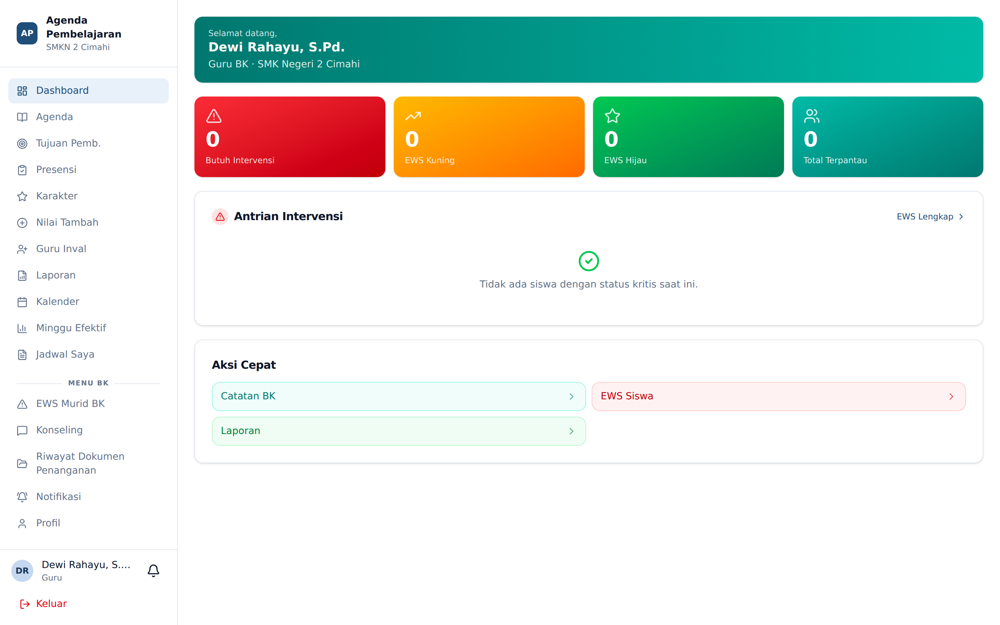 AP
Agenda
Pembelajaran
SMKN 2 Cimahi
Dashboard
Agenda
Tujuan Pemb.
Presensi
Karakter
Nilai Tambah
Guru Inval
Laporan
Kalender
Minggu Efektif
Jadwal Saya
MENU BK
EWS Murid BK
Konseling
Riwayat Dokumen
Penanganan
Notifikasi
Profil
DR
Dewi Rahayu, S....
Guru
Keluar
Selamat datang,
Dewi Rahayu, S.Pd.
Guru BK · SMK Negeri 2 Cimahi
0
Butuh Intervensi
0
EWS Kuning
0
EWS Hijau
0
Total Terpantau
Antrian Intervensi
EWS Lengkap
Tidak ada siswa dengan status kritis saat ini.
Aksi Cepat
Catatan BK
EWS Siswa
Laporan